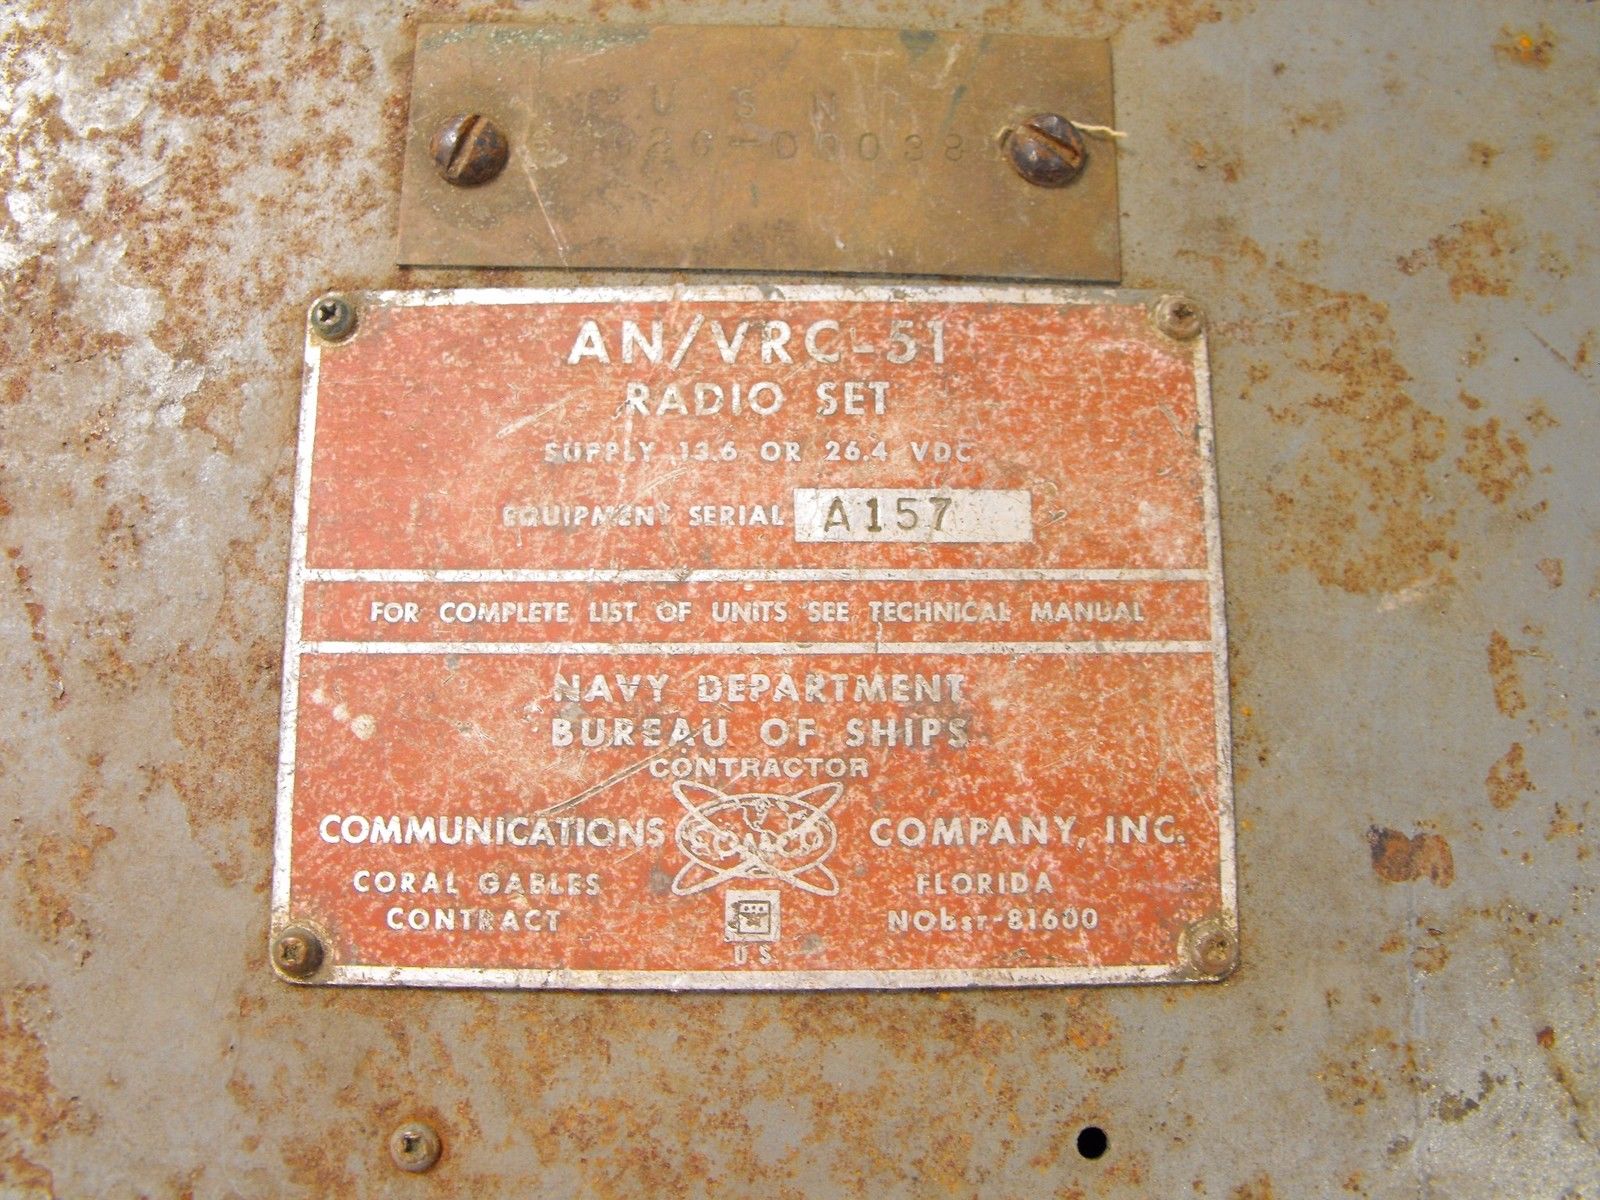 U S N
AN/VRC-51
RADIO SET
SUPPLY 13.6 OR 26.4 VDC
EQUIPMENT SERIAL A157
FOR COMPLETE LIST OF UNITS SEE TECHNICAL MANUAL
NAVY DEPARTMENT
BUREAU OF SHIPS
CONTRACTOR
COMMUNICATIONS COMPANY, INC.
CORAL GABLES FLORIDA
CONTRACT NObsr-81600
U S